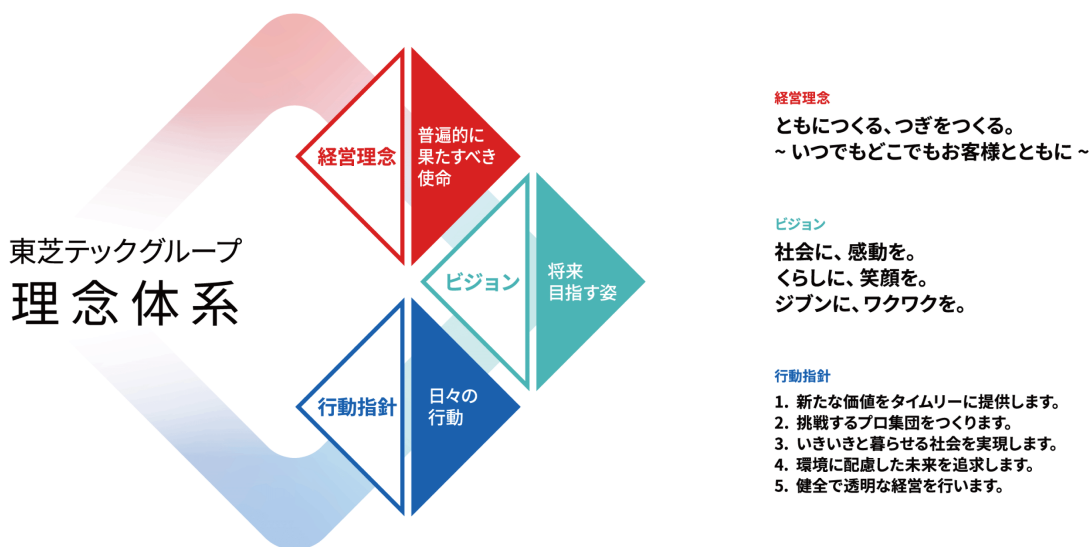 東芝テックグループ
理念体系
経営理念
普遍的に
果たすべき
使命
ビジョン
将来
目指す姿
行動指針
日々の
行動
経営理念
ともにつくる、つぎをつくる。
~ いつでもどこでもお客様とともに ~
ビジョン
社会に、感動を。
くらしに、笑顔を。
ジブンに、ワクワクを。
行動指針
1. 新たな価値をタイムリーに提供します。
2. 挑戦するプロ集団をつくります。
3. いきいきと暮らせる社会を実現します。
4. 環境に配慮した未来を追求します。
5. 健全で透明な経営を行います。